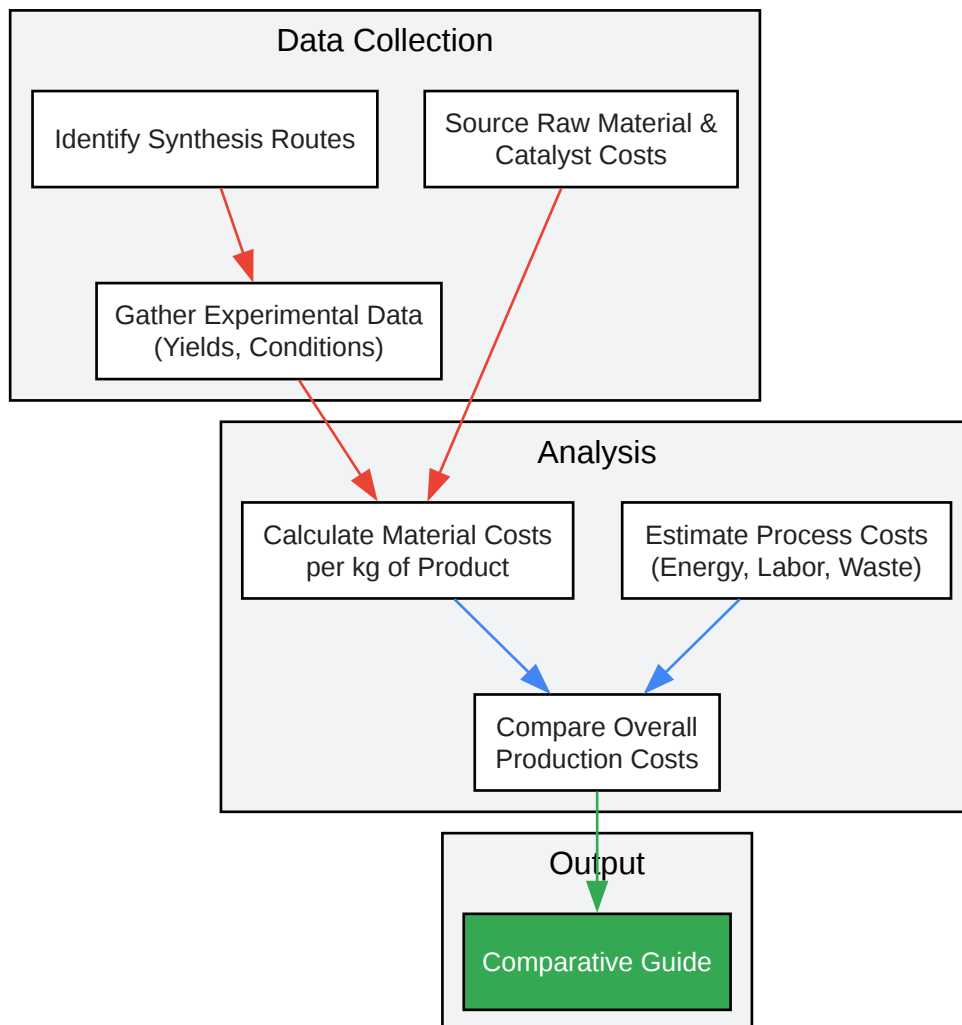 Data Collection
Identify Synthesis Routes
Source Raw Material &
Catalyst Costs
Gather Experimental Data
(Yields, Conditions)
Analysis
Calculate Material Costs
per kg of Product
Estimate Process Costs
(Energy, Labor, Waste)
Compare Overall
Production Costs
Output
Comparative Guide